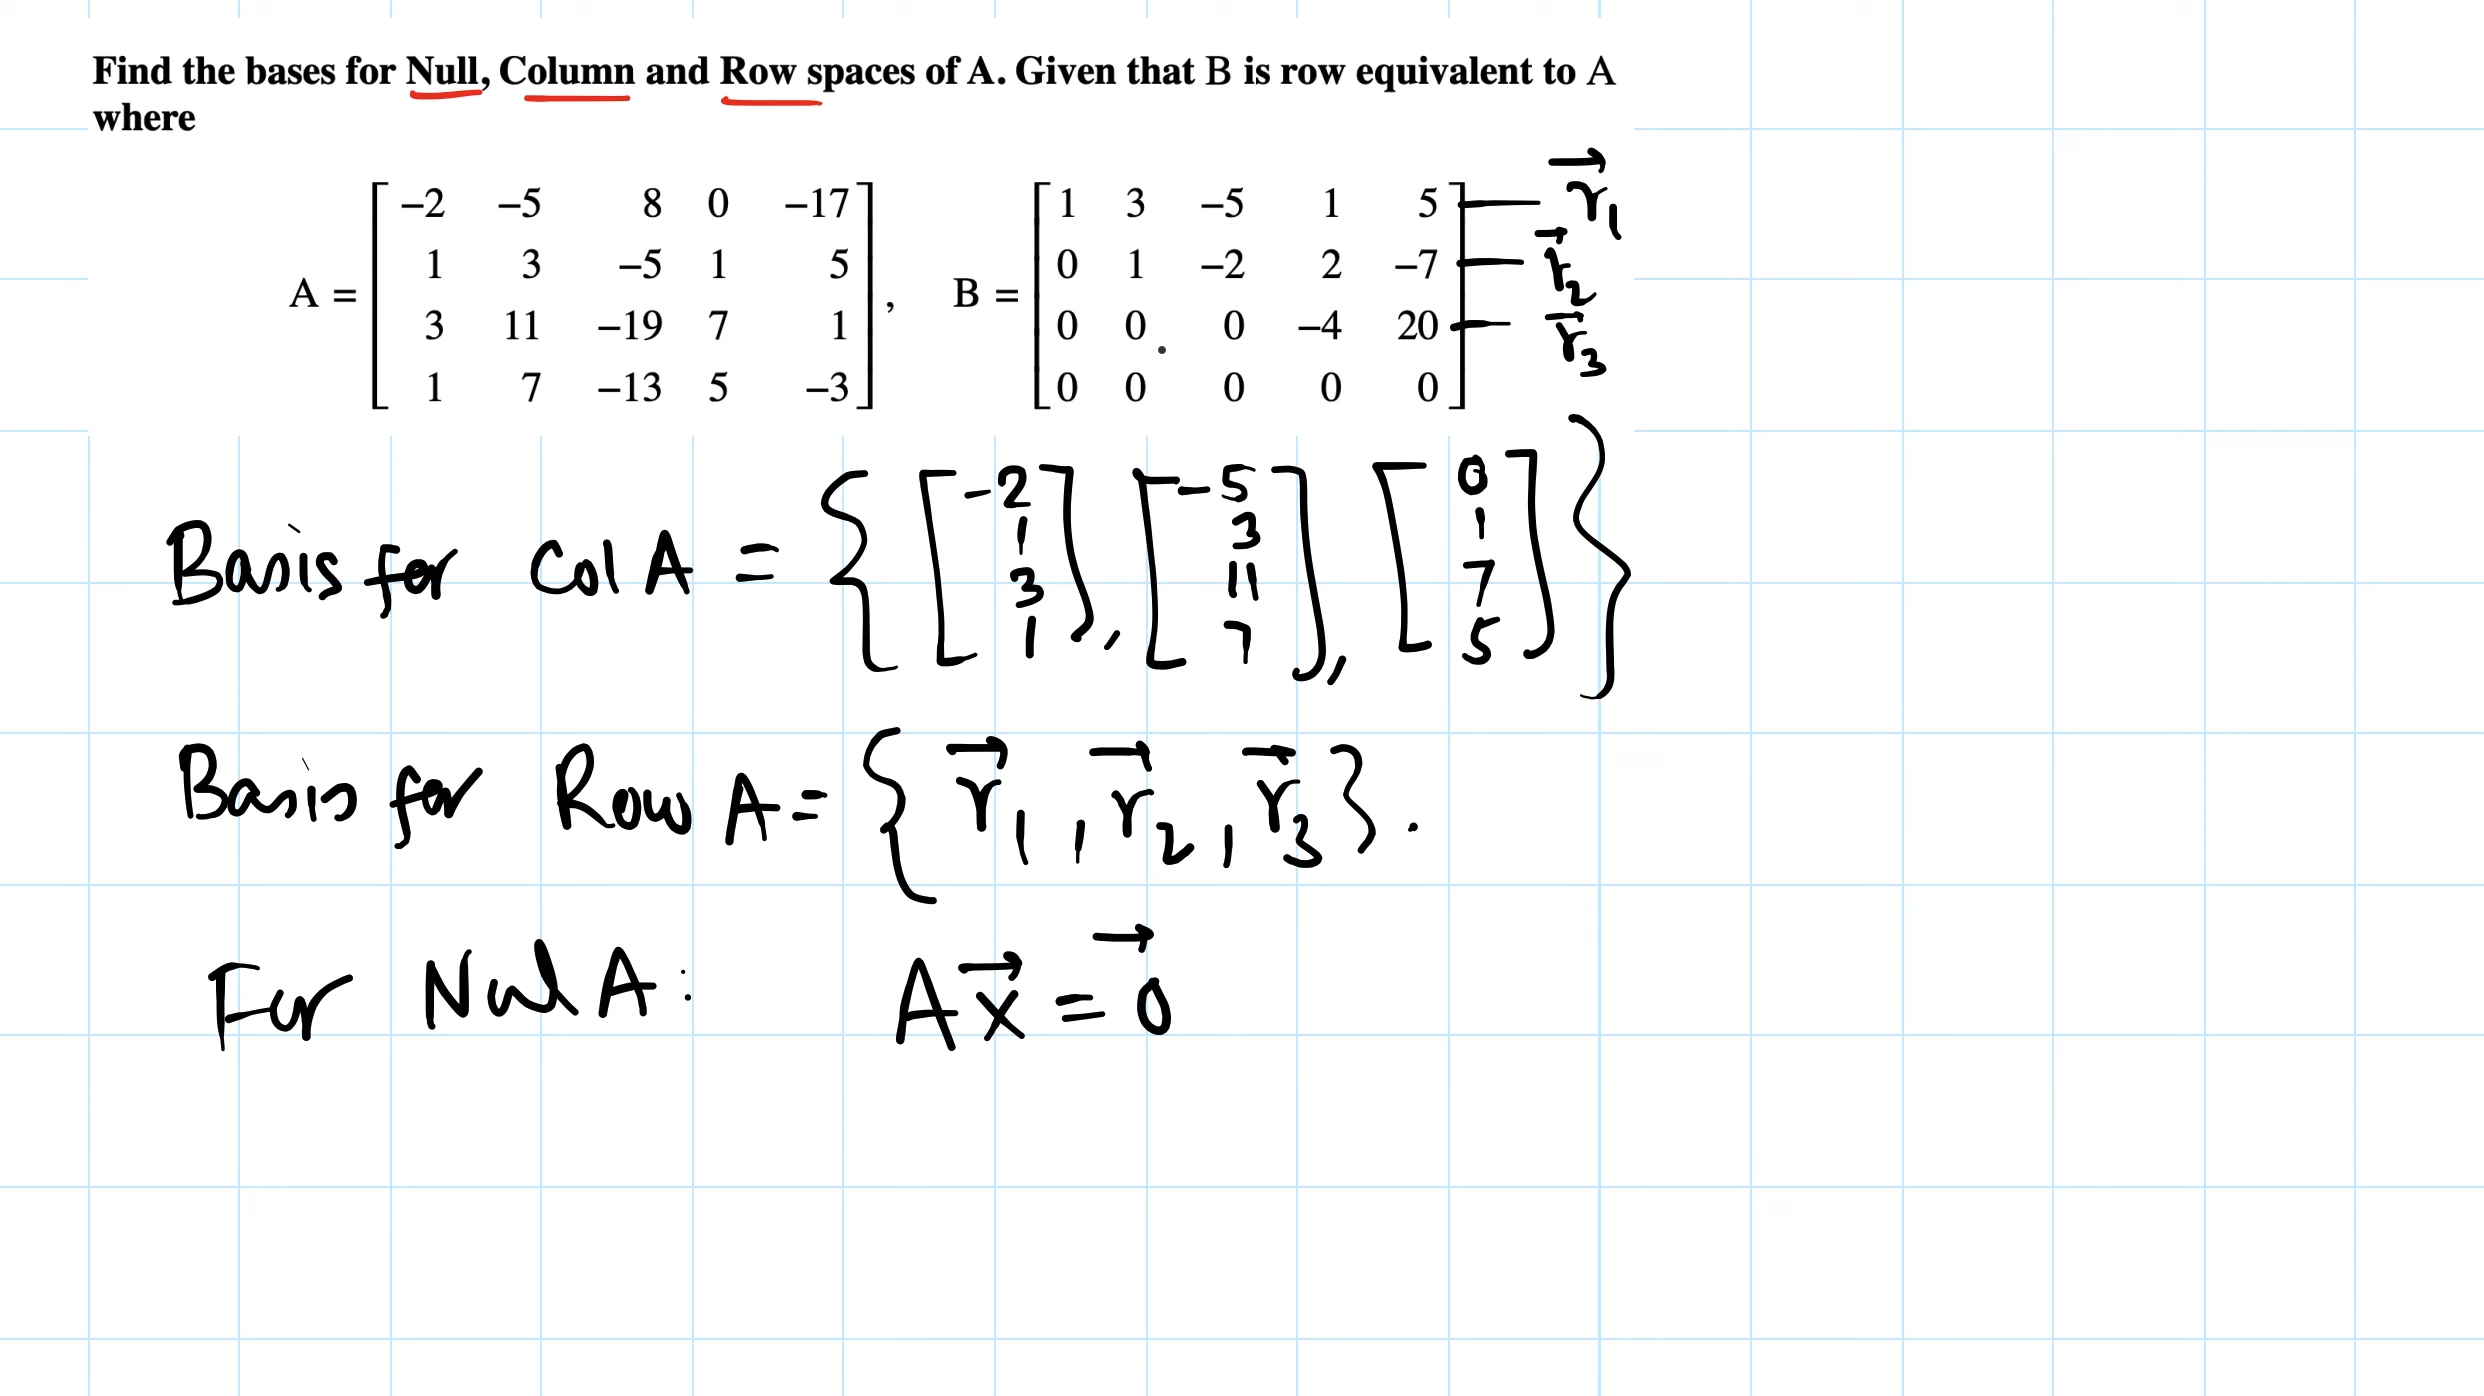 Find the bases for Null, Column and Row spaces of A. Given that B is row equivalent to A
where
A = [ −2 −5 8 0 −17 ; 1 3 −5 1 5 ; 3 11 −19 7 1 ; 1 7 −13 5 −3 ] , B = [ 1 3 −5 1 5 ; 0 1 −2 2 −7 ; 0 0 0 −4 20 ; 0 0 0 0 0 ] r⃗₁ r⃗₂ r⃗₃
Basis for Col A = { [ −2 1 3 1 ] , [ −5 3 11 7 ] , [ 0 1 7 5 ] }
Basis for Row A = { r⃗₁ , r⃗₂ , r⃗₃ } .
For Nul A : A x⃗ = 0⃗